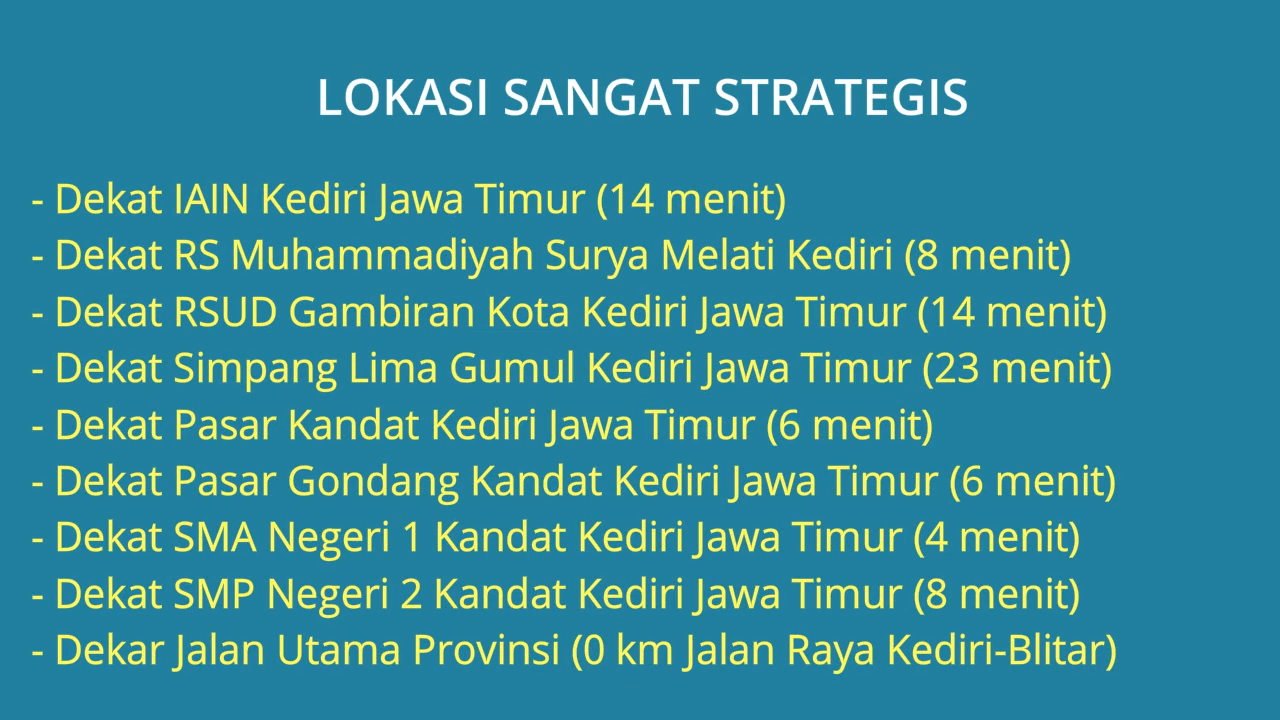 LOKASI SANGAT STRATEGIS
- Dekat IAIN Kediri Jawa Timur (14 menit)
- Dekat RS Muhammadiyah Surya Melati Kediri (8 menit)
- Dekat RSUD Gambiran Kota Kediri Jawa Timur (14 menit)
- Dekat Simpang Lima Gumul Kediri Jawa Timur (23 menit)
- Dekat Pasar Kandat Kediri Jawa Timur (6 menit)
- Dekat Pasar Gondang Kandat Kediri Jawa Timur (6 menit)
- Dekat SMA Negeri 1 Kandat Kediri Jawa Timur (4 menit)
- Dekat SMP Negeri 2 Kandat Kediri Jawa Timur (8 menit)
- Dekar Jalan Utama Provinsi (0 km Jalan Raya Kediri-Blitar)